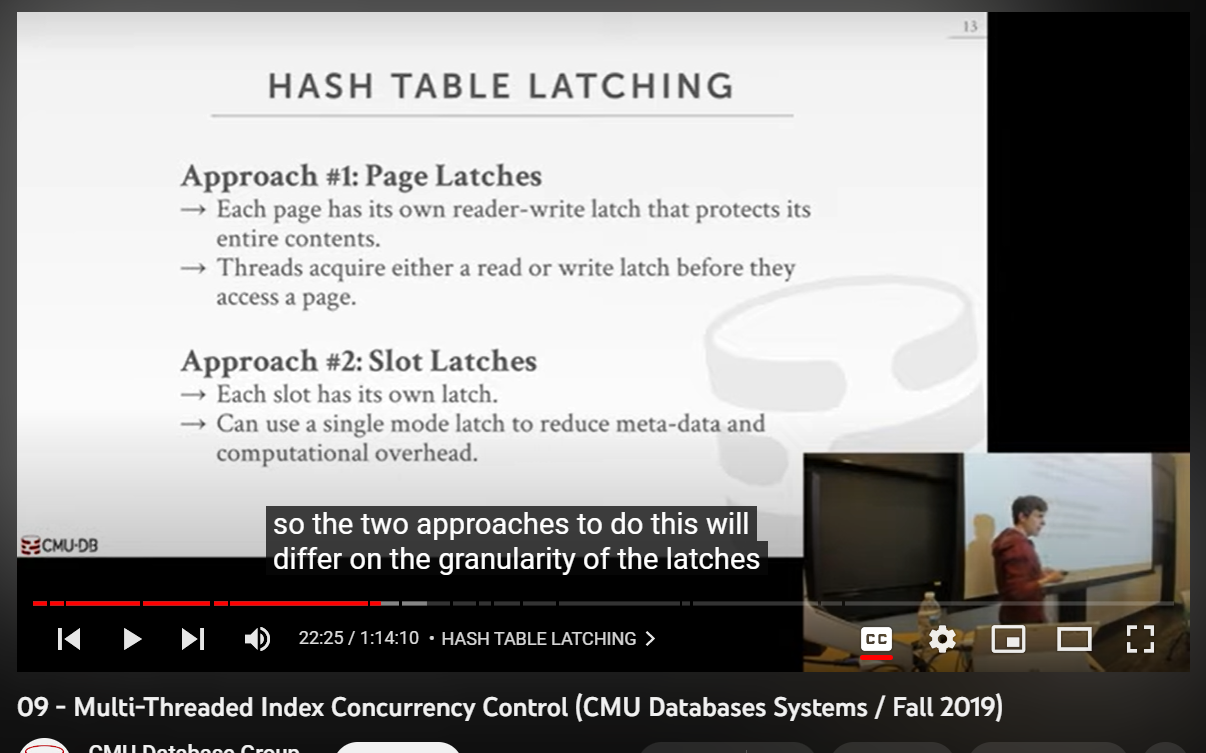 13
HASH TABLE LATCHING
Approach #1: Page Latches
→ Each page has its own reader-write latch that protects its
entire contents.
→ Threads acquire either a read or write latch before they
access a page.
Approach #2: Slot Latches
→ Each slot has its own latch.
→ Can use a single mode latch to reduce meta-data and
computational overhead.
CMU·DB
so the two approaches to do this will
differ on the granularity of the latches
22:25 / 1:14:10 • HASH TABLE LATCHING >
CC
09 - Multi-Threaded Index Concurrency Control (CMU Databases Systems / Fall 2019)
CMU Database Group